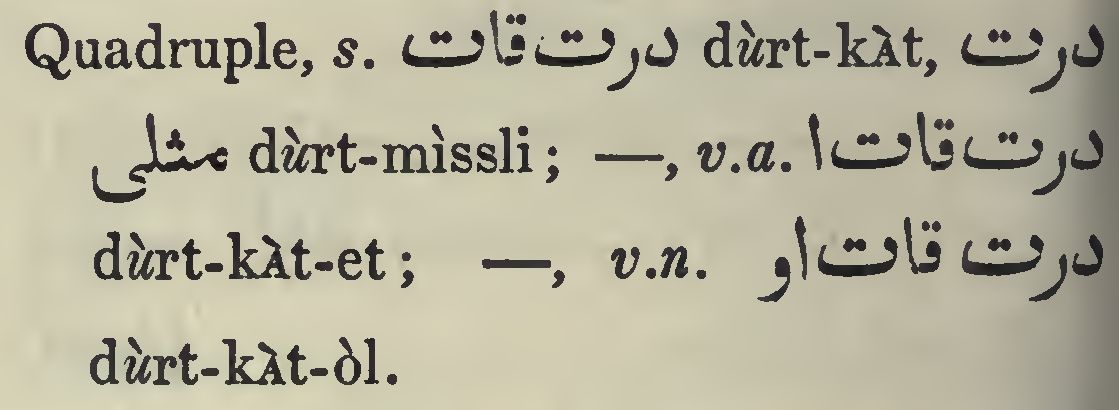 Quadruple, s. درت قات dùrt-kàt, درت
مثلى dùrt-mìssli; —, v.a. درت قات ا
dùrt-kàt-et; —, v.n. درت قات او
dùrt-kàt-òl.